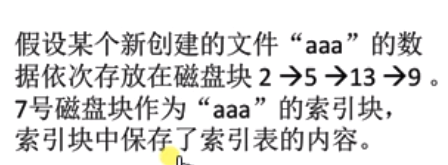 假设某个新创建的文件“aaa”的数
据依次存放在磁盘块 2 →5 →13 →9 。
7号磁盘块作为“aaa”的索引块，
索引块中保存了索引表的内容。